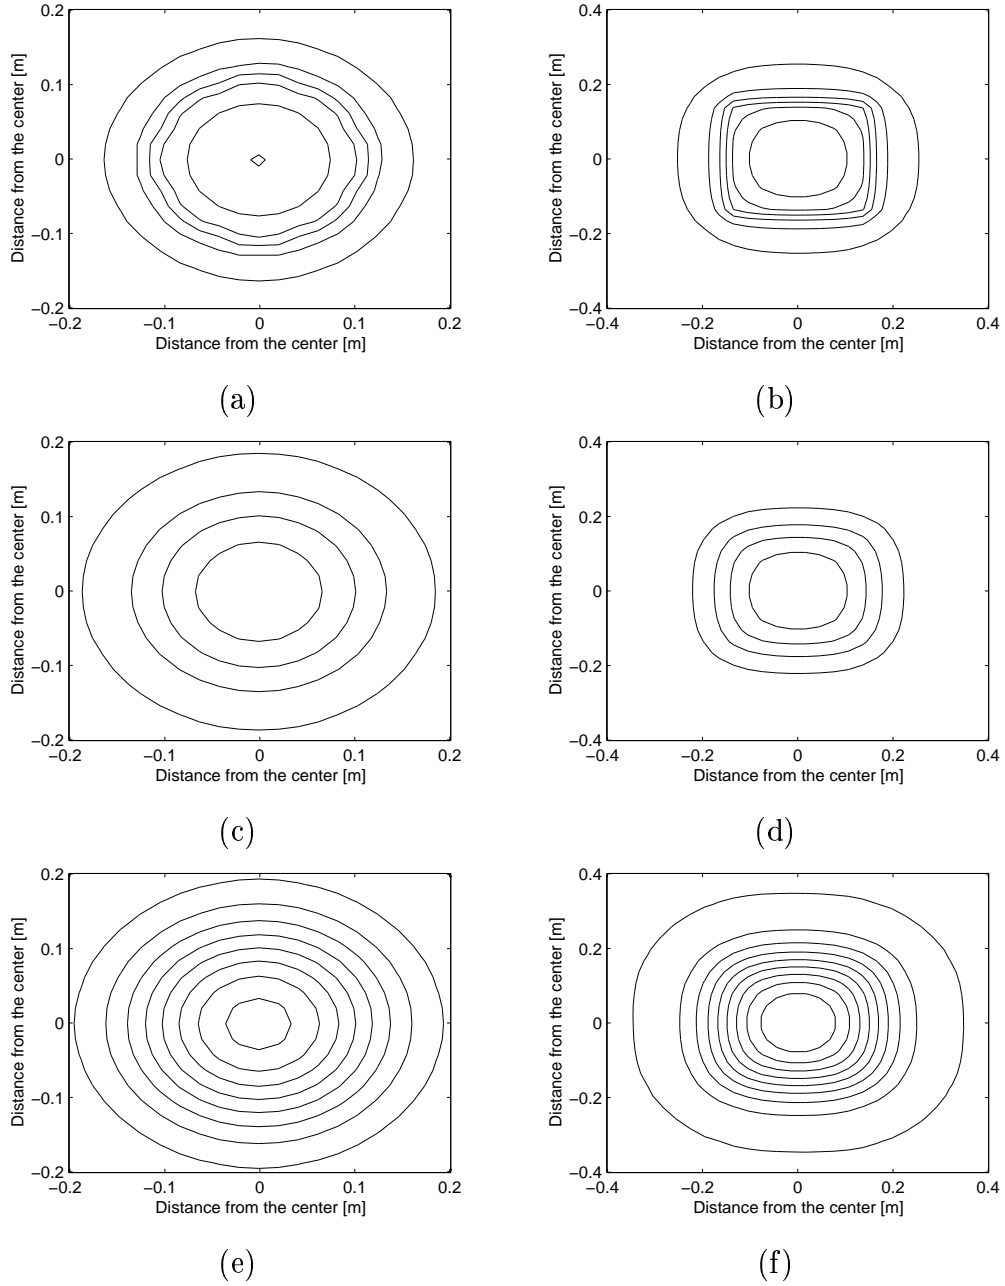 0.2
0.1
0
−0.1
−0.2
Distance from the center [m]
−0.2 −0.1 0 0.1 0.2
Distance from the center [m]
(a)
0.4
0.2
0
−0.2
−0.4
Distance from the center [m]
−0.4 −0.2 0 0.2 0.4
Distance from the center [m]
(b)
0.2
0.1
0
−0.1
−0.2
Distance from the center [m]
−0.2 −0.1 0 0.1 0.2
Distance from the center [m]
(c)
0.4
0.2
0
−0.2
−0.4
Distance from the center [m]
−0.4 −0.2 0 0.2 0.4
Distance from the center [m]
(d)
0.2
0.1
0
−0.1
−0.2
Distance from the center [m]
−0.2 −0.1 0 0.1 0.2
Distance from the center [m]
(e)
0.4
0.2
0
−0.2
−0.4
Distance from the center [m]
−0.4 −0.2 0 0.2 0.4
Distance from the center [m]
(f)